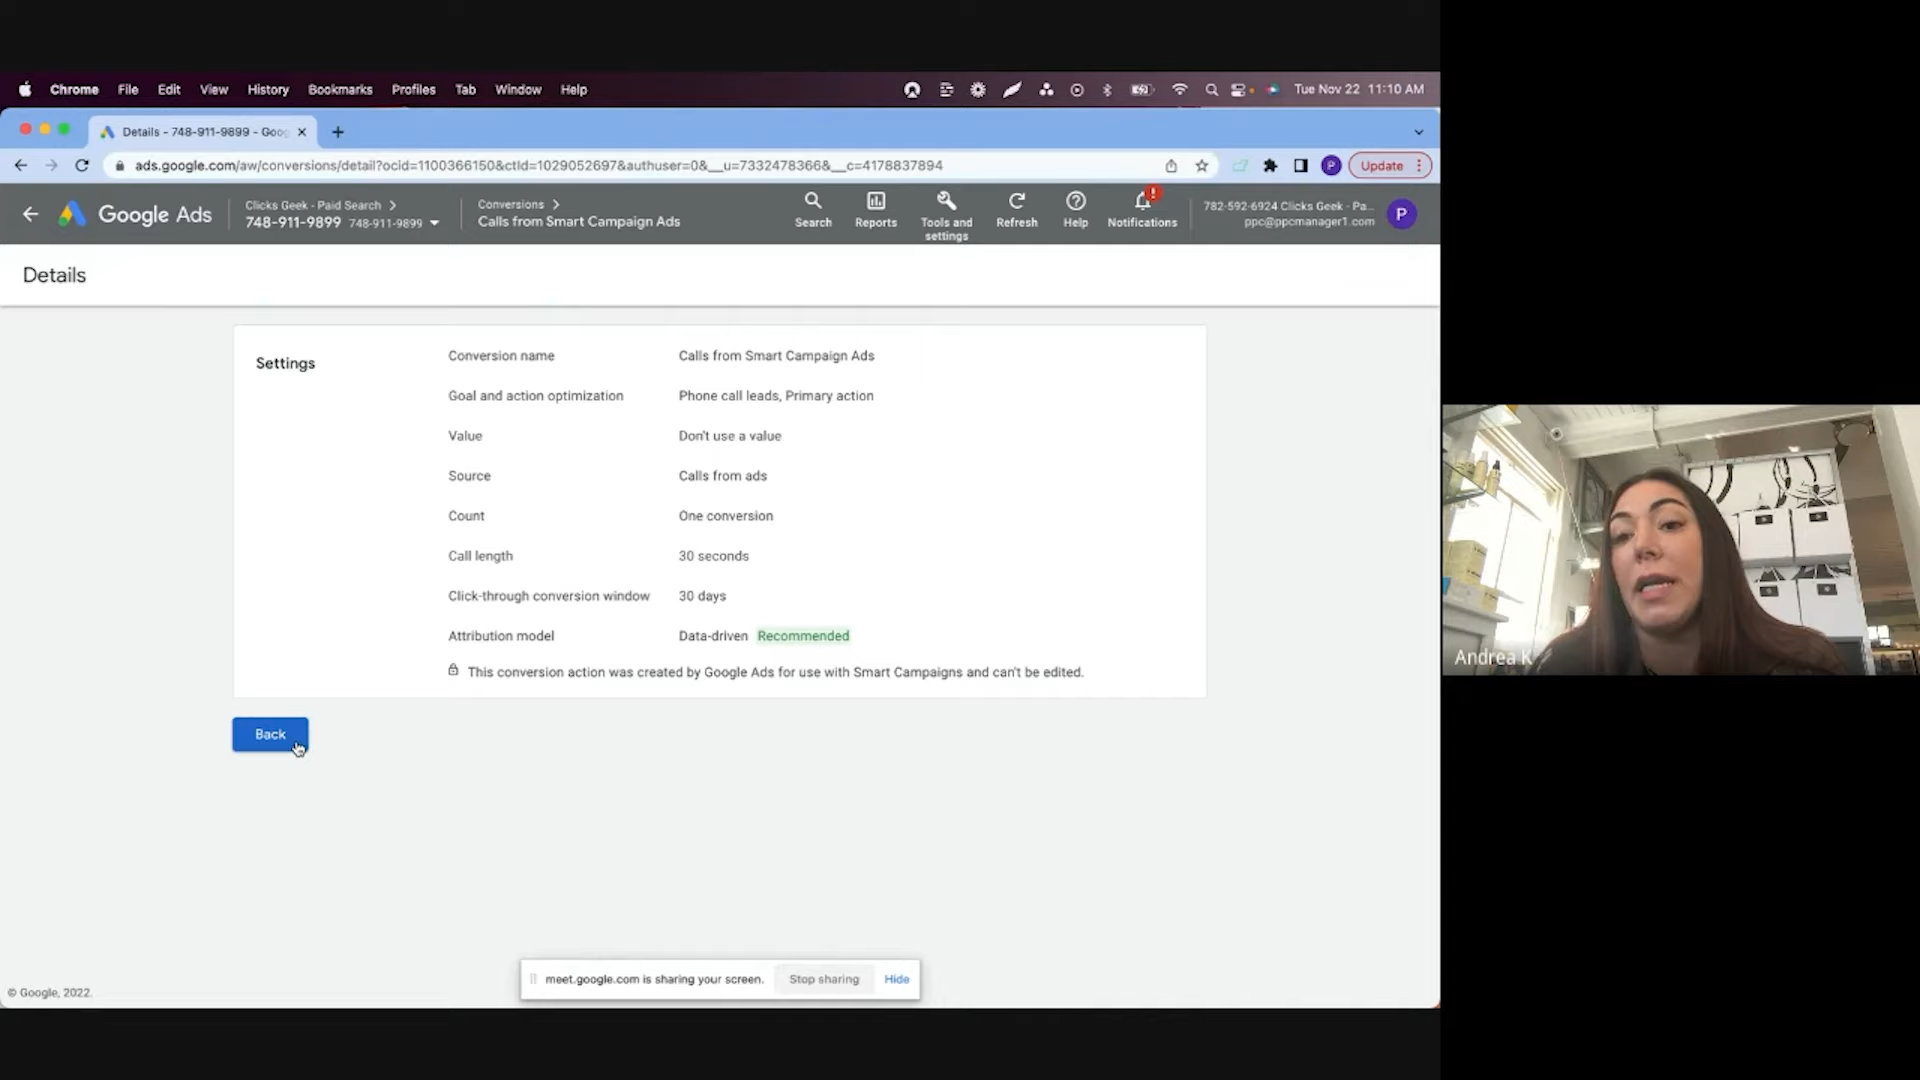 Chrome File Edit View History Bookmarks Profiles Tab Window Help Tue Nov 22 11:10 AM
Details - 748-911-9899 - Goog
ads.google.com/aw/conversions/detail?ocid=1100366150&ctId=1029052697&authuser=0&__u=7332478366&__c=4178837894 P Update
Google Ads
Clicks Geek - Paid Search
748-911-9899 748-911-9899
Conversions
Calls from Smart Campaign Ads
Search
Reports
Tools and settings
Refresh
Help
Notifications
782-592-6924 Clicks Geek - Pa...
ppc@ppcmanager1.com
P
Details
Settings
Conversion name Calls from Smart Campaign Ads
Goal and action optimization Phone call leads, Primary action
Value Don't use a value
Source Calls from ads
Count One conversion
Call length 30 seconds
Click-through conversion window 30 days
Attribution model Data-driven Recommended
This conversion action was created by Google Ads for use with Smart Campaigns and can't be edited.
Back
Andrea K
meet.google.com is sharing your screen. Stop sharing Hide
© Google, 2022.